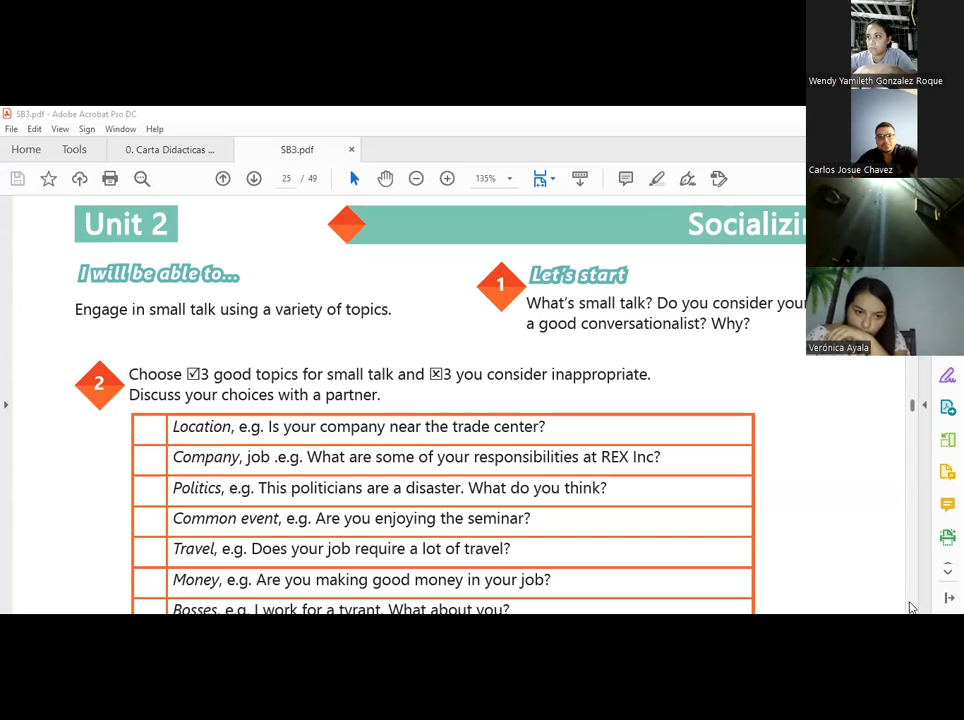 SB3.pdf - Adobe Acrobat Pro DC
File Edit View Sign Window Help
Home Tools 0. Carta Didacticas ... SB3.pdf ×
25 / 49 135%
Unit 2
Socializin
I will be able to...
Engage in small talk using a variety of topics.
1
Let's start
What's small talk? Do you consider your
a good conversationalist? Why?
2
Choose ☑3 good topics for small talk and ☒3 you consider inappropriate.
Discuss your choices with a partner.
Location, e.g. Is your company near the trade center?
Company, job .e.g. What are some of your responsibilities at REX Inc?
Politics, e.g. This politicians are a disaster. What do you think?
Common event, e.g. Are you enjoying the seminar?
Travel, e.g. Does your job require a lot of travel?
Money, e.g. Are you making good money in your job?
Bosses, e.g. I work for a tyrant. What about you?
Wendy Yamileth Gonzalez Roque
Carlos Josue Chavez
Verónica Ayala